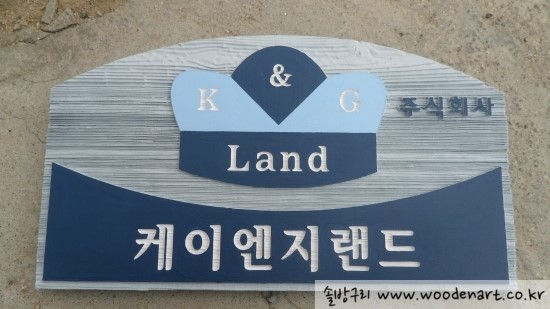 &
K G
주식회사
Land
케이엔지랜드
솔방구리 www.woodenart.co.kr